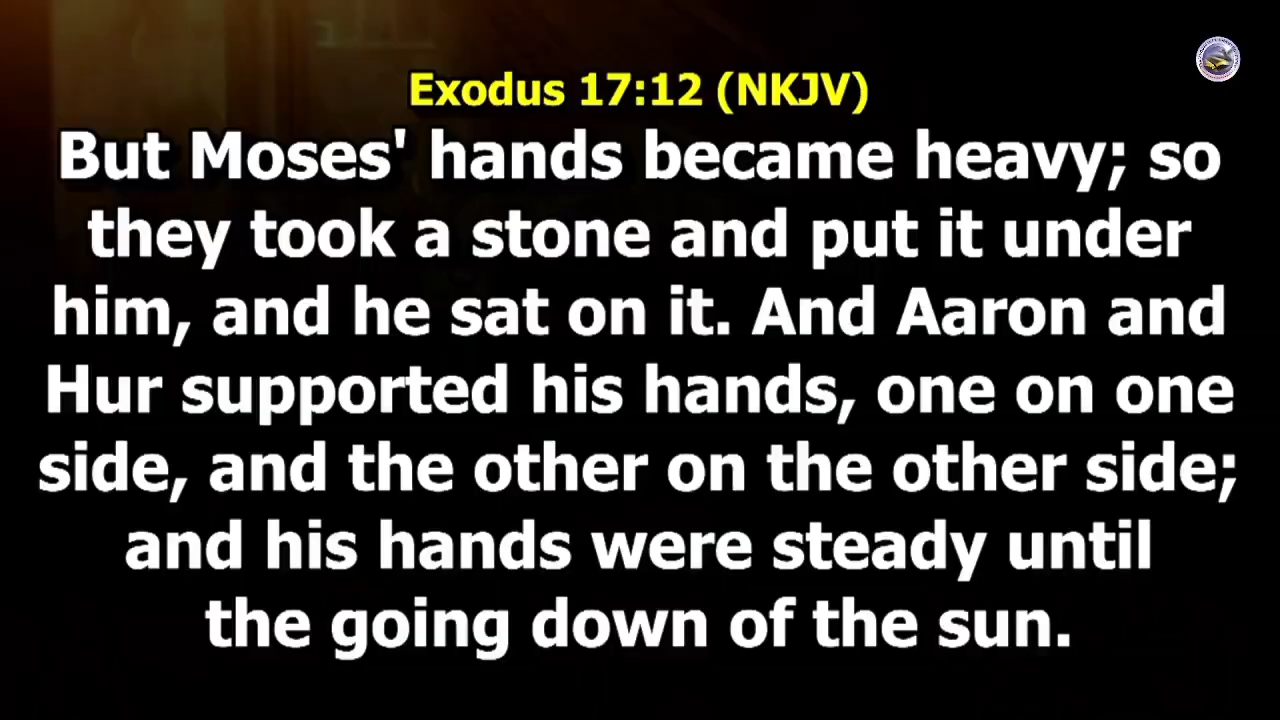 Exodus 17:12 (NKJV)
But Moses' hands became heavy; so
they took a stone and put it under
him, and he sat on it. And Aaron and
Hur supported his hands, one on one
side, and the other on the other side;
and his hands were steady until
the going down of the sun.